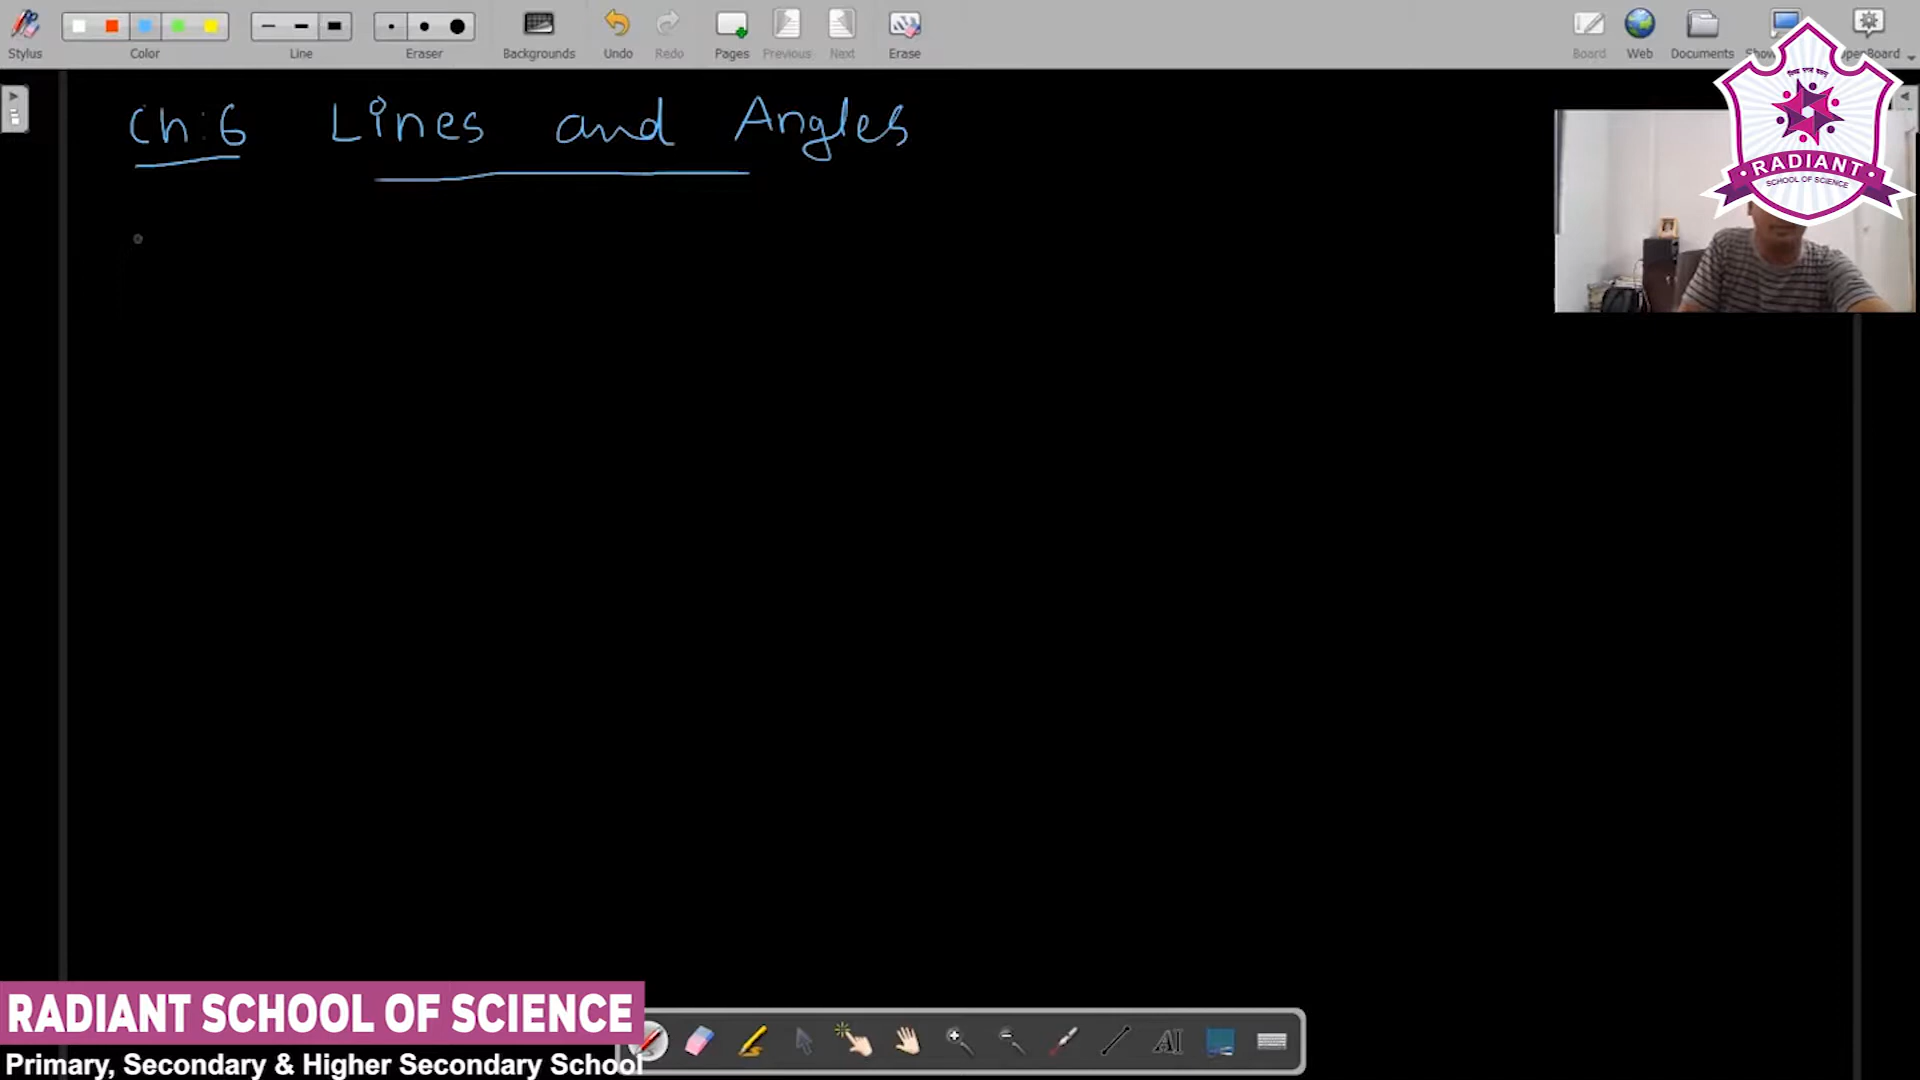 Stylus Color Line Eraser Backgrounds Undo Redo Pages Previous Next Erase Board Web Documents
Ch:6 Lines and Angles
RADIANT
SCHOOL OF SCIENCE
RADIANT SCHOOL OF SCIENCE
Primary, Secondary & Higher Secondary School
AI